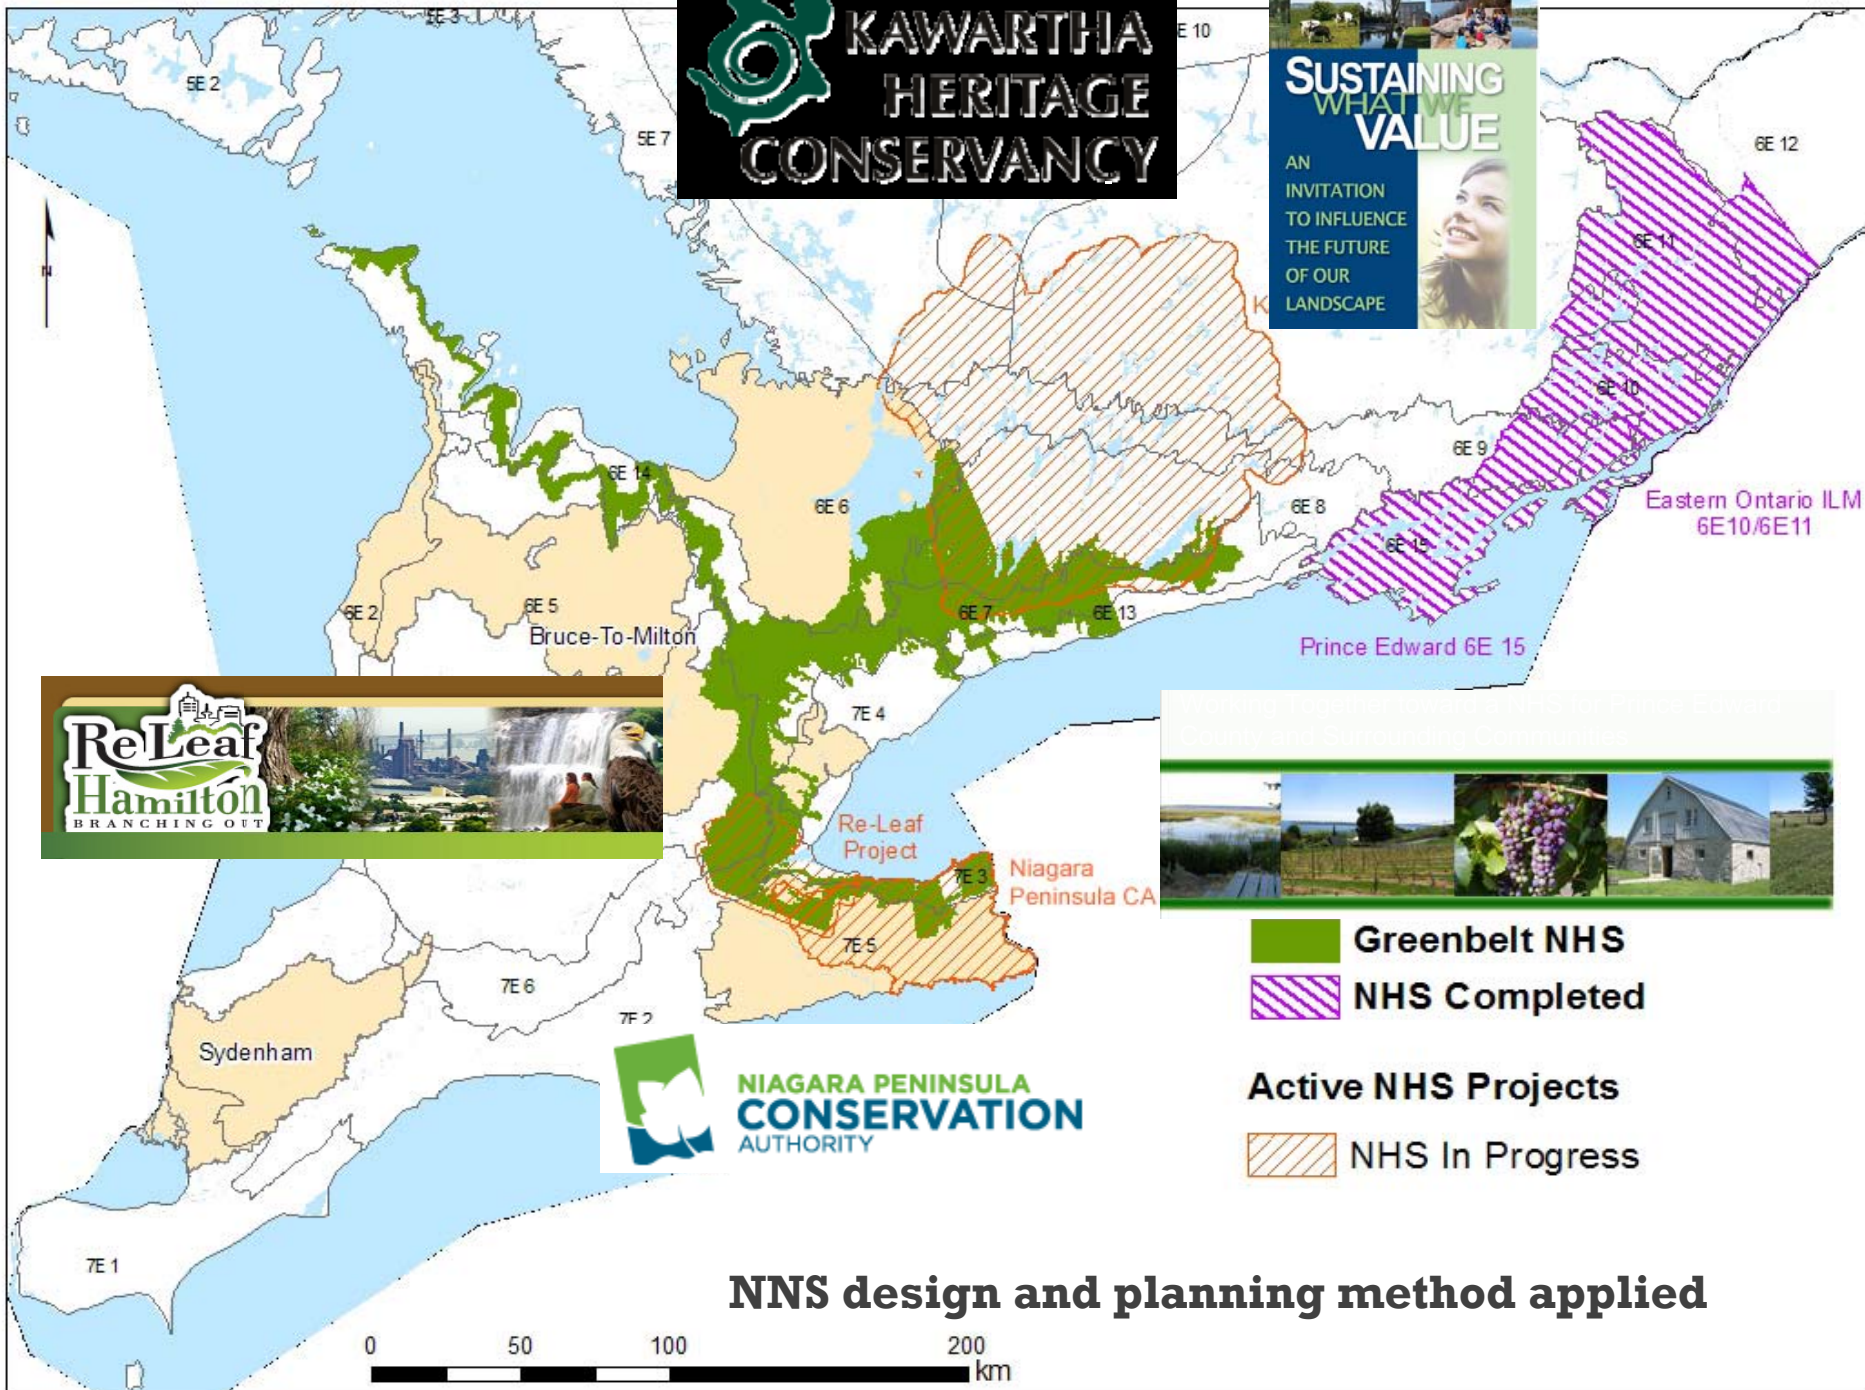 5E 3
KAWARTHA
HERITAGE
CONSERVANCY
E 10
5E 2
5E 7
SUSTAINING
WHAT WE
VALUE
AN
INVITATION
TO INFLUENCE
THE FUTURE
OF OUR
LANDSCAPE
6E 12
6E 11
N
K
6E 10
6E 9
6E 14
6E 6
6E 8
Eastern Ontario ILM
6E10/6E11
6E 15
6E 2
6E 5
6E 7
6E 13
Bruce-To-Milton
Prince Edward 6E 15
7E 4
ReLeaf
Hamilton
BRANCHING OUT
Re-Leaf
Project
7E 3
Niagara
Peninsula CA
7E 5
Greenbelt NHS
NHS Completed
7E 6
7E 2
Sydenham
NIAGARA PENINSULA
CONSERVATION
AUTHORITY
Active NHS Projects
NHS In Progress
7E 1
NNS design and planning method applied
0 50 100 200
km